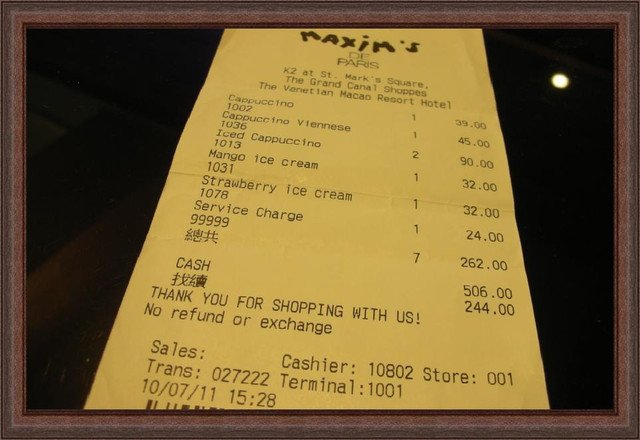 MAXIM'S
DE
PARIS
K2 at St. Mark's Square,
The Grand Canal Shoppes
The Venetian Macao Resort Hotel
Cappuccino 1 39.00
1002
Cappuccino Viennese 1 45.00
1036
Iced Cappuccino 2 90.00
1013
Mango ice cream 1 32.00
1031
Strawberry ice cream 1 32.00
1078
Service Charge 1 24.00
99999
總共 7 262.00
CASH 506.00
找續 244.00
THANK YOU FOR SHOPPING WITH US!
No refund or exchange
Sales: Cashier: 10802 Store: 001
Trans: 027222 Terminal:1001
10/07/11 15:28